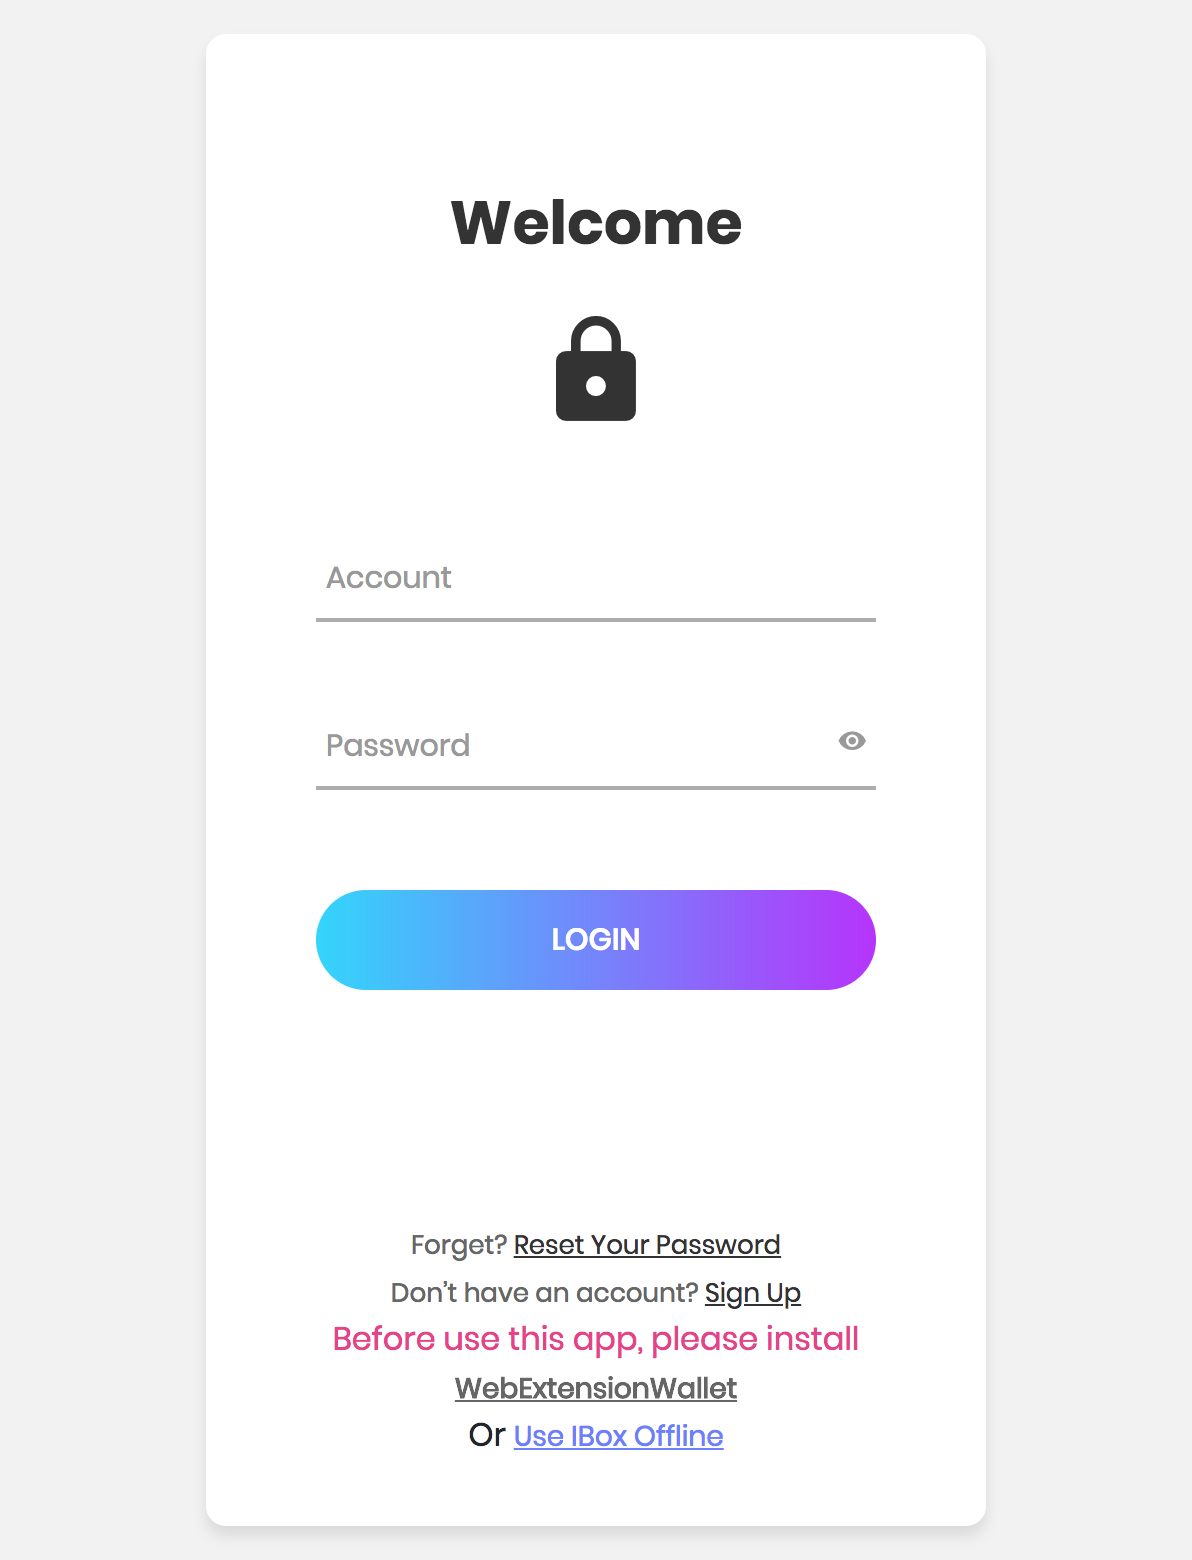 Welcome
Account
Password
LOGIN
Forget? Reset Your Password
Don’t have an account? Sign Up
Before use this app, please install
WebExtensionWallet
Or Use IBox Offline